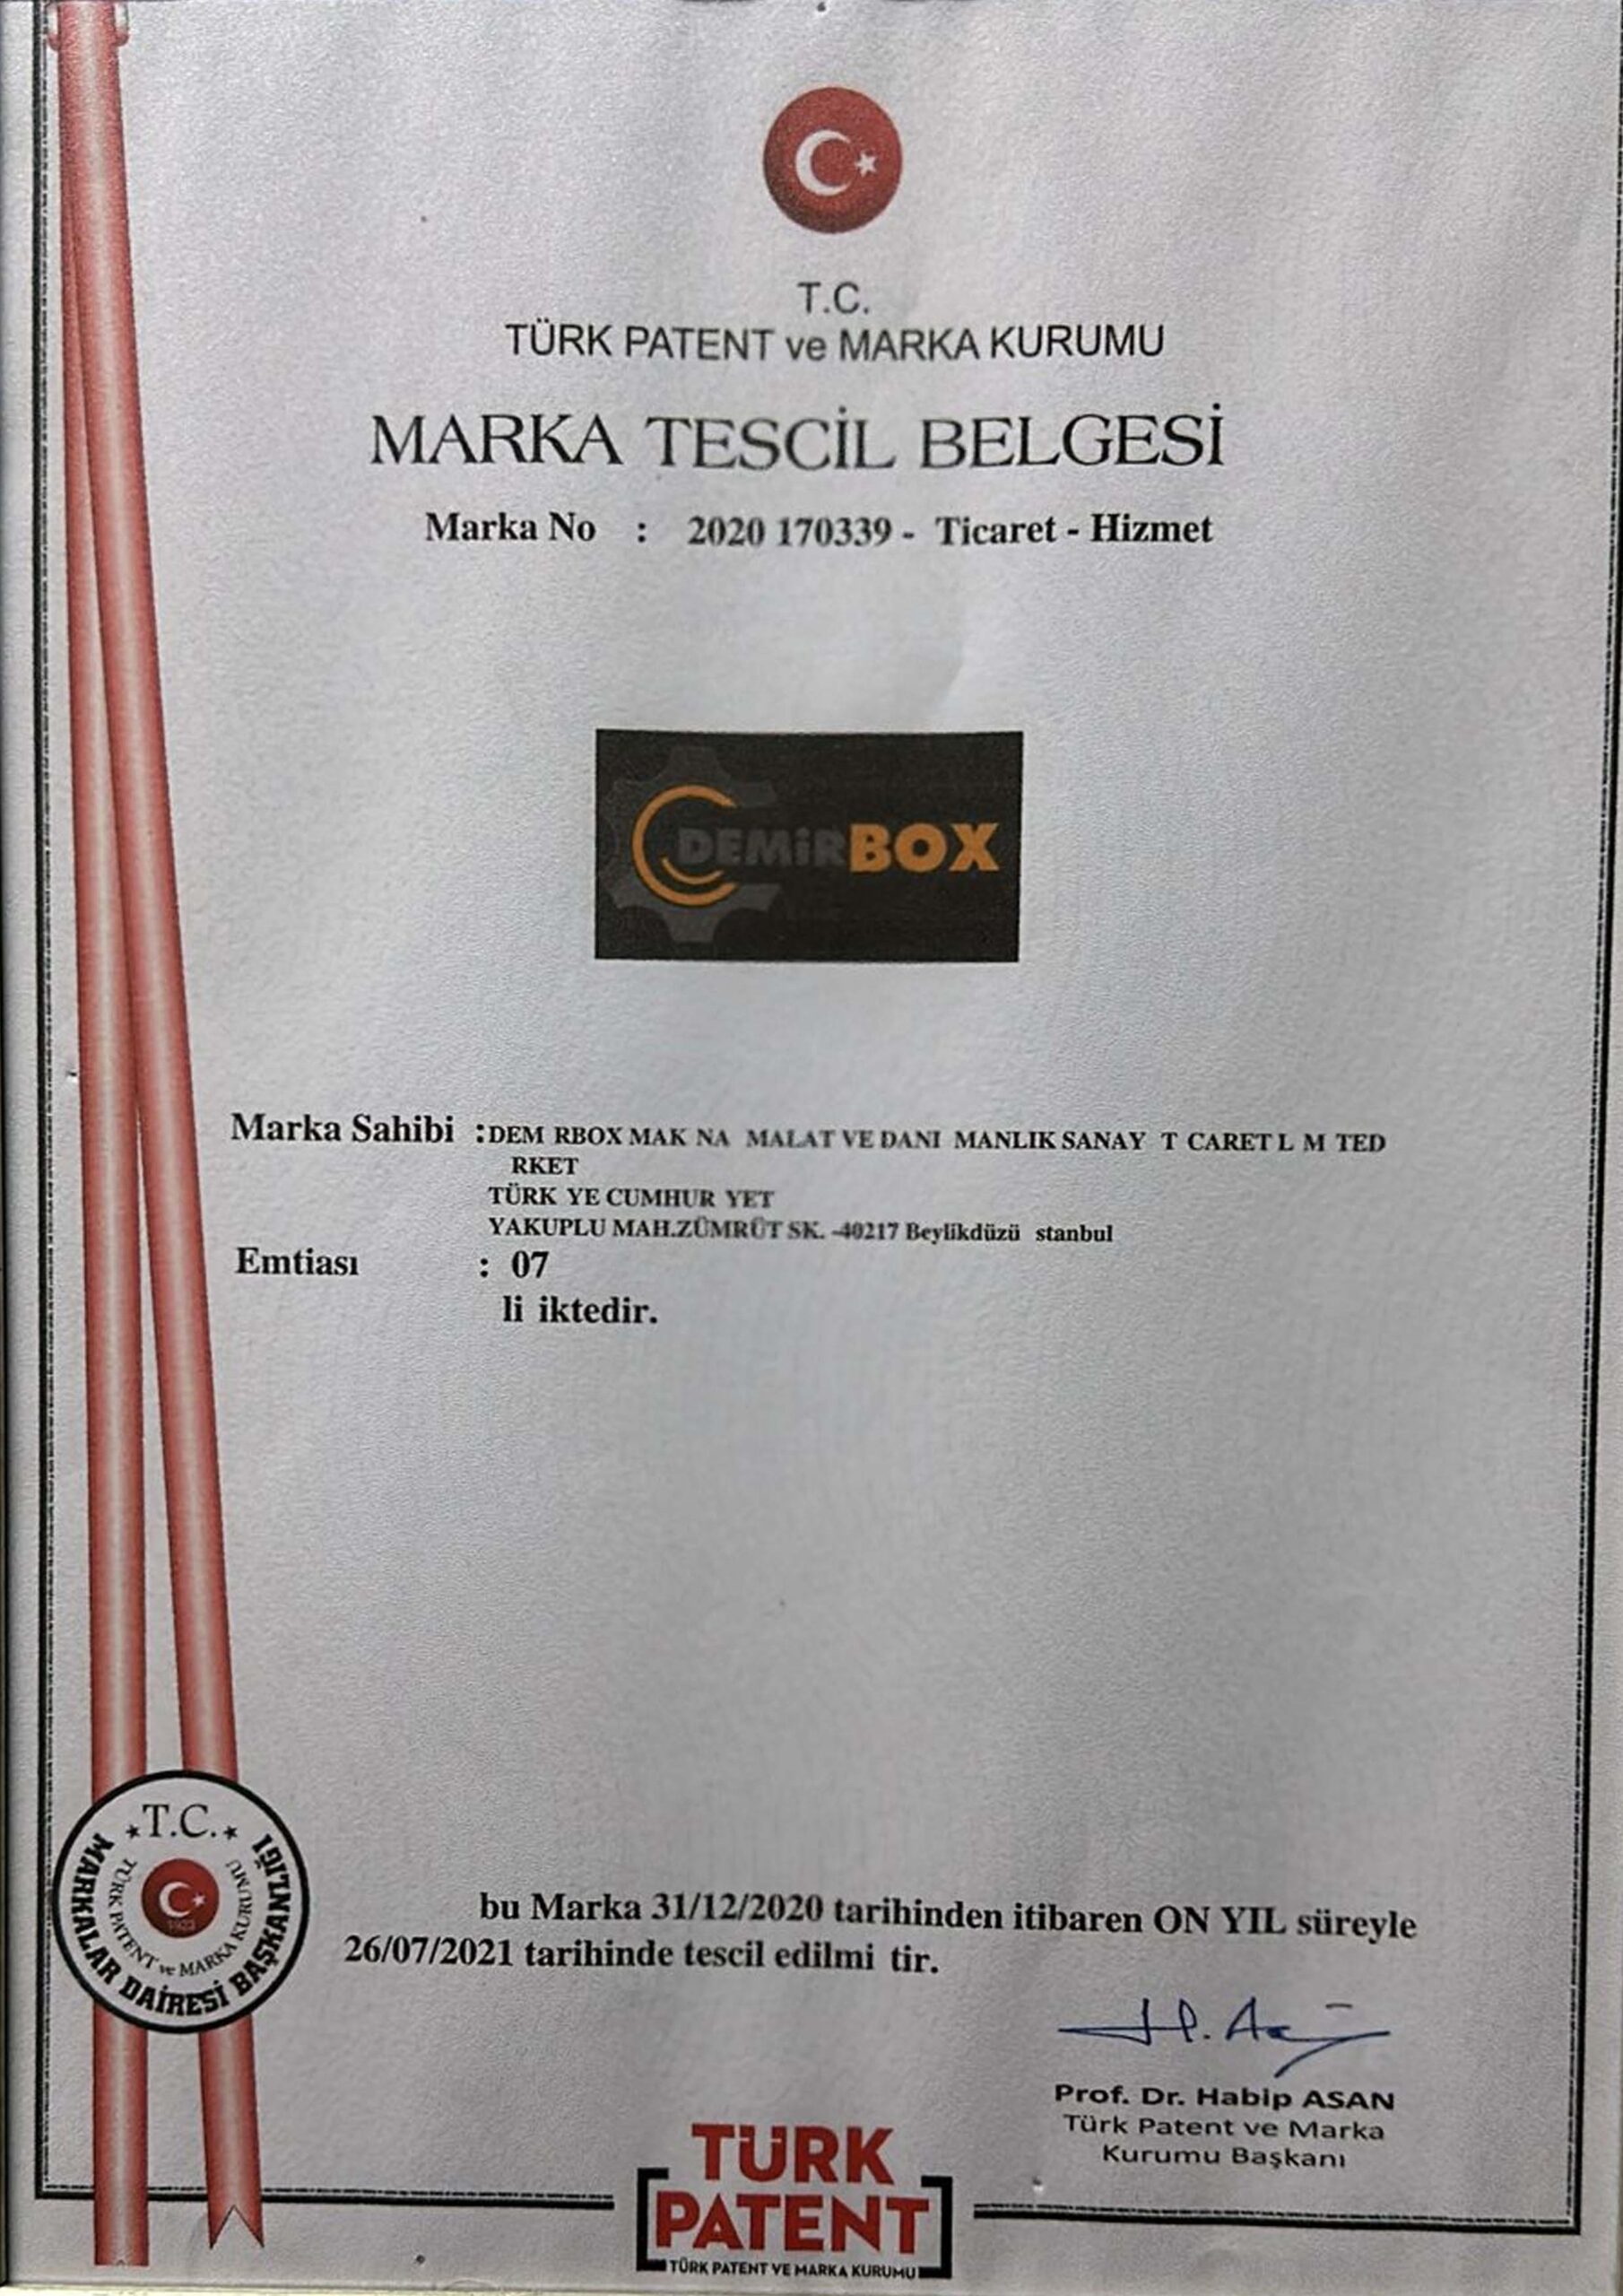 T.C.
TÜRK PATENT ve MARKA KURUMU
MARKA TESCİL BELGESİ
Marka No : 2020 170339 - Ticaret - Hizmet
DEMİRBOX
Marka Sahibi :DEM RBOX MAK NA MALAT VE DANI MANLIK SANAY T CARET L M TED
RKET
TÜRK YE CUMHUR YET
YAKUPLU MAH.ZÜMRÜT SK. -40217 Beylikdüzü stanbul
Emtiası : 07
li iktedir.
T.C.
MARKALAR DAİRESİ BAŞKANLIĞI
TÜRK PATENT ve MARKA KURUMU
1923
bu Marka 31/12/2020 tarihinden itibaren ON YIL süreyle
26/07/2021 tarihinde tescil edilmi tir.
H. Asan
Prof. Dr. Habip ASAN
Türk Patent ve Marka
Kurumu Başkanı
TÜRK
PATENT
TÜRK PATENT VE MARKA KURUMU